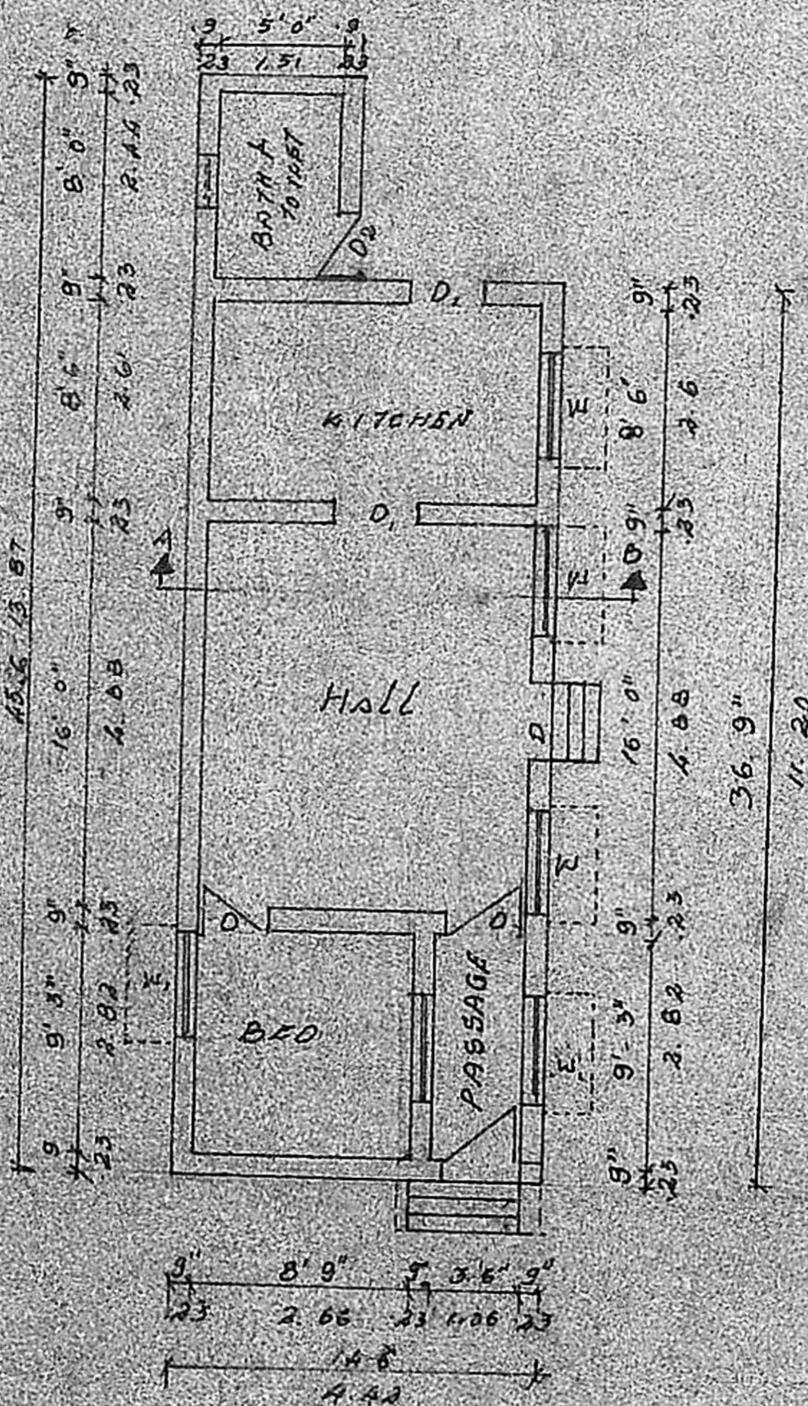 9 5'0" 9
.23 1.51 .23
9"
.23
8'0"
2.44
9"
.23
8'6"
2.6
9"
.23
16'0"
4.88
9"
.23
9'3"
2.82
9
.23
13.87
BATH &
TOILET
D2
D1
KITCHEN
D1
Hall
D
D
D
BED
PASSAGE
9"
.23
8'6"
2.6
9"
.23
16'0"
4.88
9"
.23
9'-3"
2.82
9"
.23
36.9"
11.20
9" 8'9" 9" 3'6" 9"
.23 2.66 .23 1.06 .23
14.6
4.42